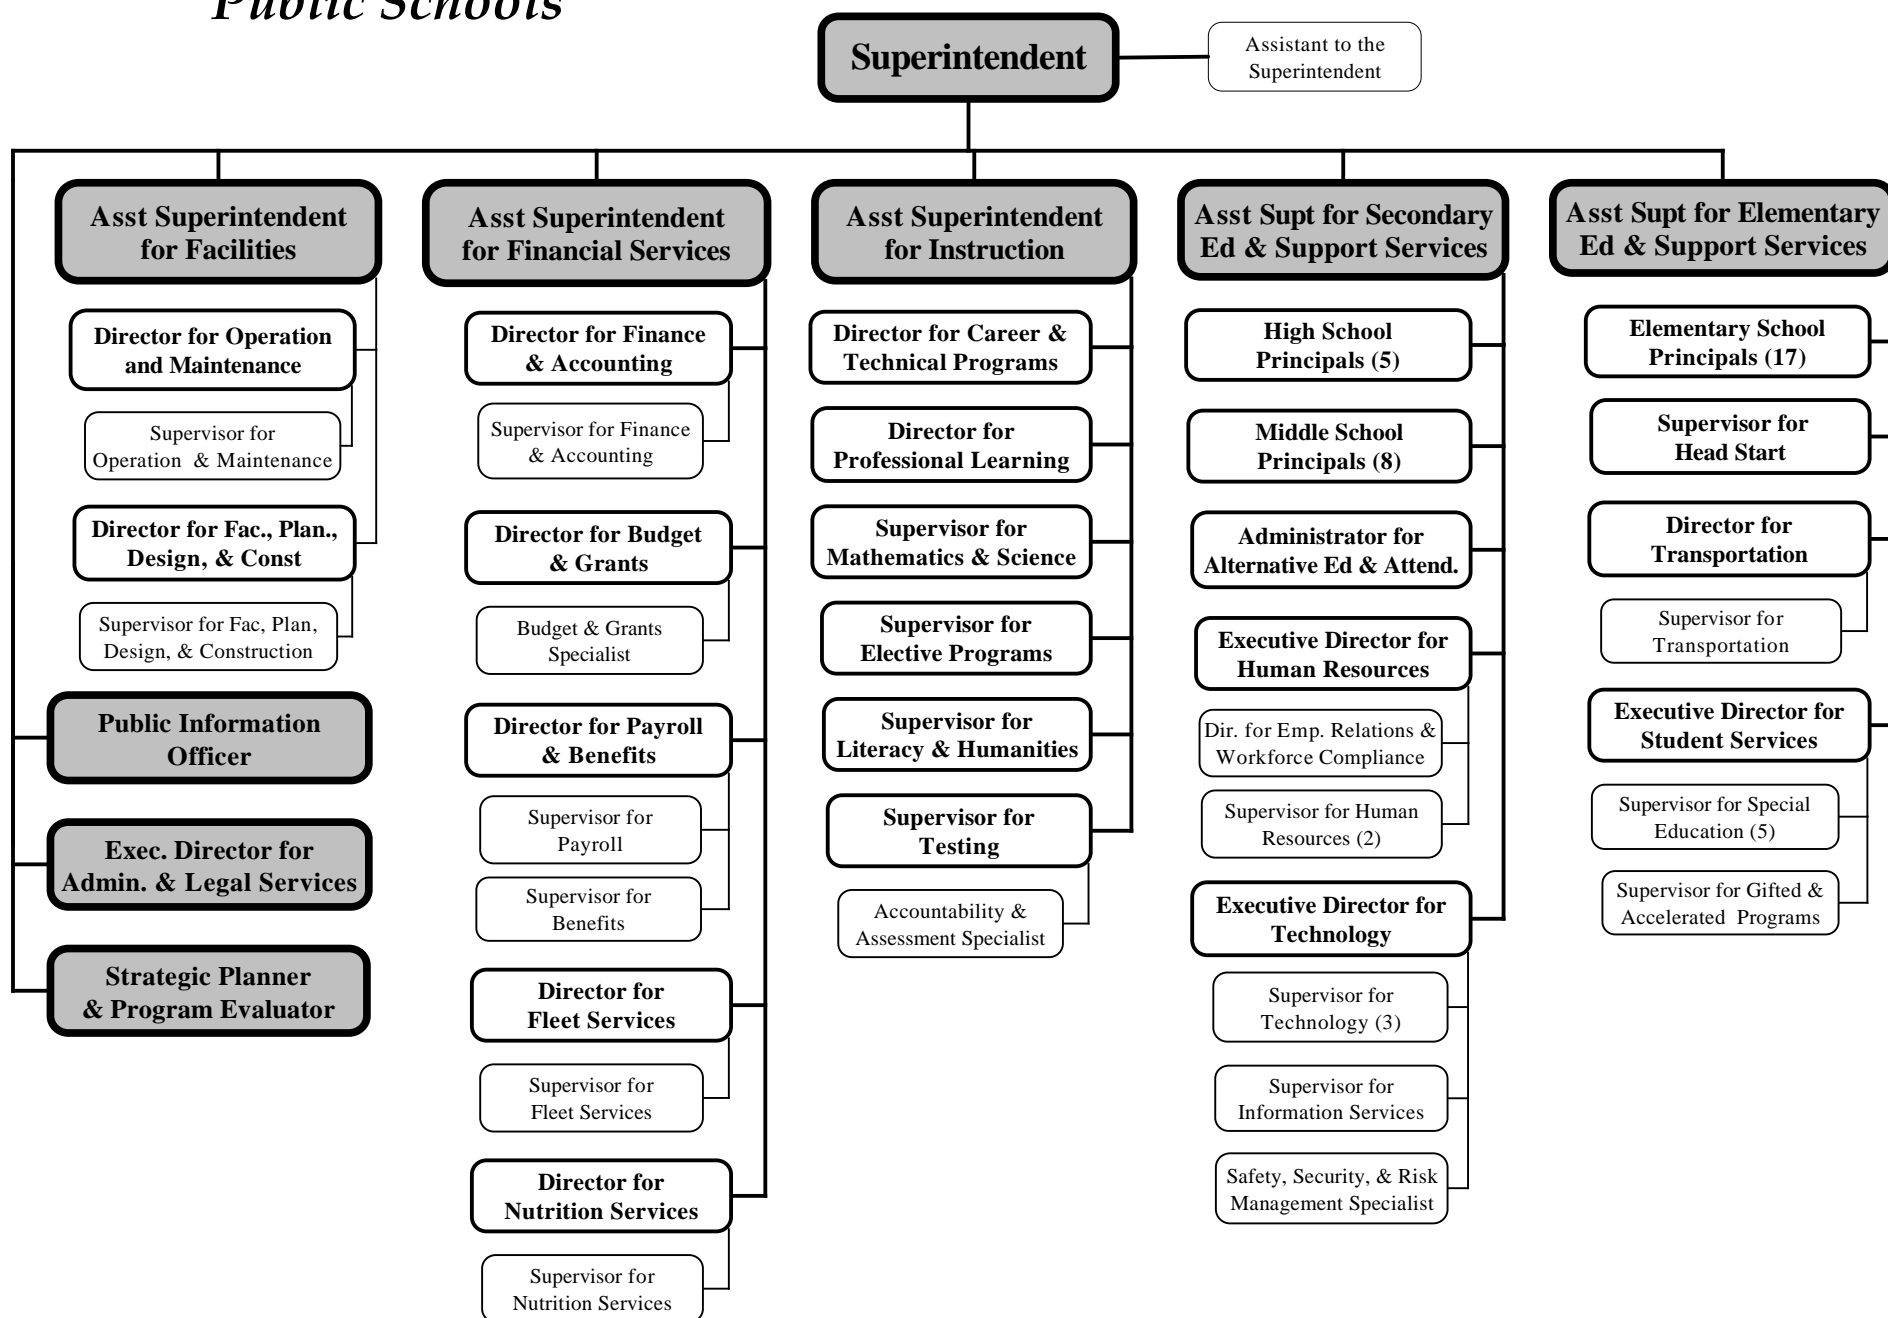 Public Schools
Superintendent
Assistant to the
Superintendent
Asst Superintendent
for Facilities
Director for Operation
and Maintenance
Supervisor for
Operation & Maintenance
Director for Fac., Plan.,
Design, & Const
Supervisor for Fac, Plan,
Design, & Construction
Public Information
Officer
Exec. Director for
Admin. & Legal Services
Strategic Planner
& Program Evaluator
Asst Superintendent
for Financial Services
Director for Finance
& Accounting
Supervisor for Finance
& Accounting
Director for Budget
& Grants
Budget & Grants
Specialist
Director for Payroll
& Benefits
Supervisor for
Payroll
Supervisor for
Benefits
Director for
Fleet Services
Supervisor for
Fleet Services
Director for
Nutrition Services
Supervisor for
Nutrition Services
Asst Superintendent
for Instruction
Director for Career &
Technical Programs
Director for
Professional Learning
Supervisor for
Mathematics & Science
Supervisor for
Elective Programs
Supervisor for
Literacy & Humanities
Supervisor for
Testing
Accountability &
Assessment Specialist
Asst Supt for Secondary
Ed & Support Services
High School
Principals (5)
Middle School
Principals (8)
Administrator for
Alternative Ed & Attend.
Executive Director for
Human Resources
Dir. for Emp. Relations &
Workforce Compliance
Supervisor for Human
Resources (2)
Executive Director for
Technology
Supervisor for
Technology (3)
Supervisor for
Information Services
Safety, Security, & Risk
Management Specialist
Asst Supt for Elementary
Ed & Support Services
Elementary School
Principals (17)
Supervisor for
Head Start
Director for
Transportation
Supervisor for
Transportation
Executive Director for
Student Services
Supervisor for Special
Education (5)
Supervisor for Gifted &
Accelerated Programs